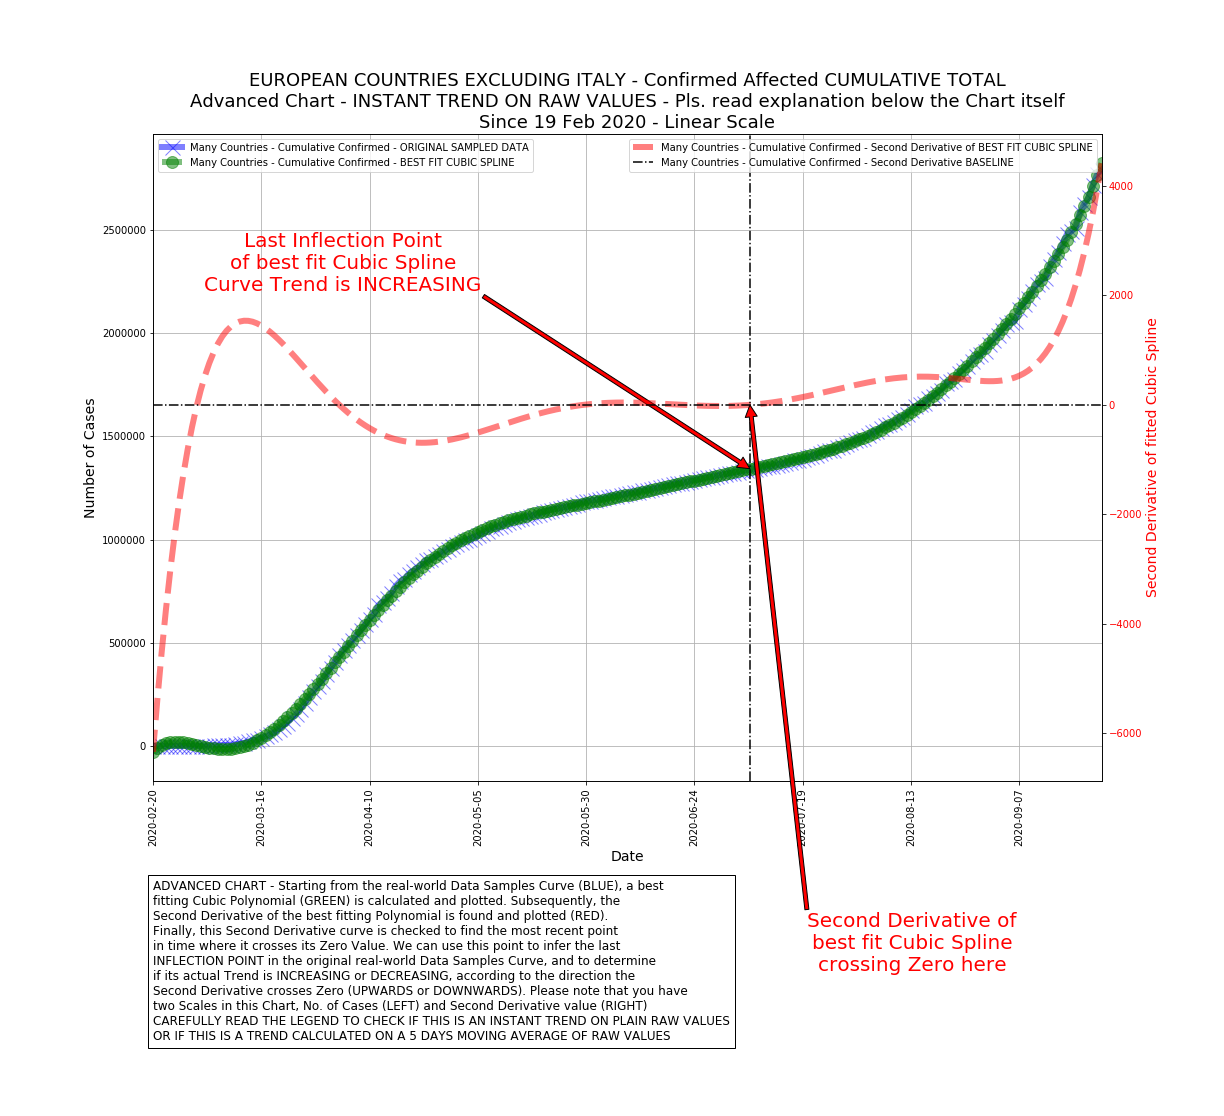 EUROPEAN COUNTRIES EXCLUDING ITALY - Confirmed Affected CUMULATIVE TOTAL
Advanced Chart - INSTANT TREND ON RAW VALUES - Pls. read explanation below the Chart itself
Since 19 Feb 2020 - Linear Scale
Many Countries - Cumulative Confirmed - ORIGINAL SAMPLED DATA
Many Countries - Cumulative Confirmed - BEST FIT CUBIC SPLINE
Many Countries - Cumulative Confirmed - Second Derivative of BEST FIT CUBIC SPLINE
Many Countries - Cumulative Confirmed - Second Derivative BASELINE
Last Inflection Point
of best fit Cubic Spline
Curve Trend is INCREASING
Number of Cases
2500000
2000000
1500000
1000000
500000
0
4000
2000
0
−2000
−4000
−6000
Second Derivative of fitted Cubic Spline
2020-02-20
2020-03-16
2020-04-10
2020-05-05
2020-05-30
2020-06-24
2020-07-19
2020-08-13
2020-09-07
Date
ADVANCED CHART - Starting from the real-world Data Samples Curve (BLUE), a best
fitting Cubic Polynomial (GREEN) is calculated and plotted. Subsequently, the
Second Derivative of the best fitting Polynomial is found and plotted (RED).
Finally, this Second Derivative curve is checked to find the most recent point
in time where it crosses its Zero Value. We can use this point to infer the last
INFLECTION POINT in the original real-world Data Samples Curve, and to determine
if its actual Trend is INCREASING or DECREASING, according to the direction the
Second Derivative crosses Zero (UPWARDS or DOWNWARDS). Please note that you have
two Scales in this Chart, No. of Cases (LEFT) and Second Derivative value (RIGHT)
CAREFULLY READ THE LEGEND TO CHECK IF THIS IS AN INSTANT TREND ON PLAIN RAW VALUES
OR IF THIS IS A TREND CALCULATED ON A 5 DAYS MOVING AVERAGE OF RAW VALUES
Second Derivative of
best fit Cubic Spline
crossing Zero here